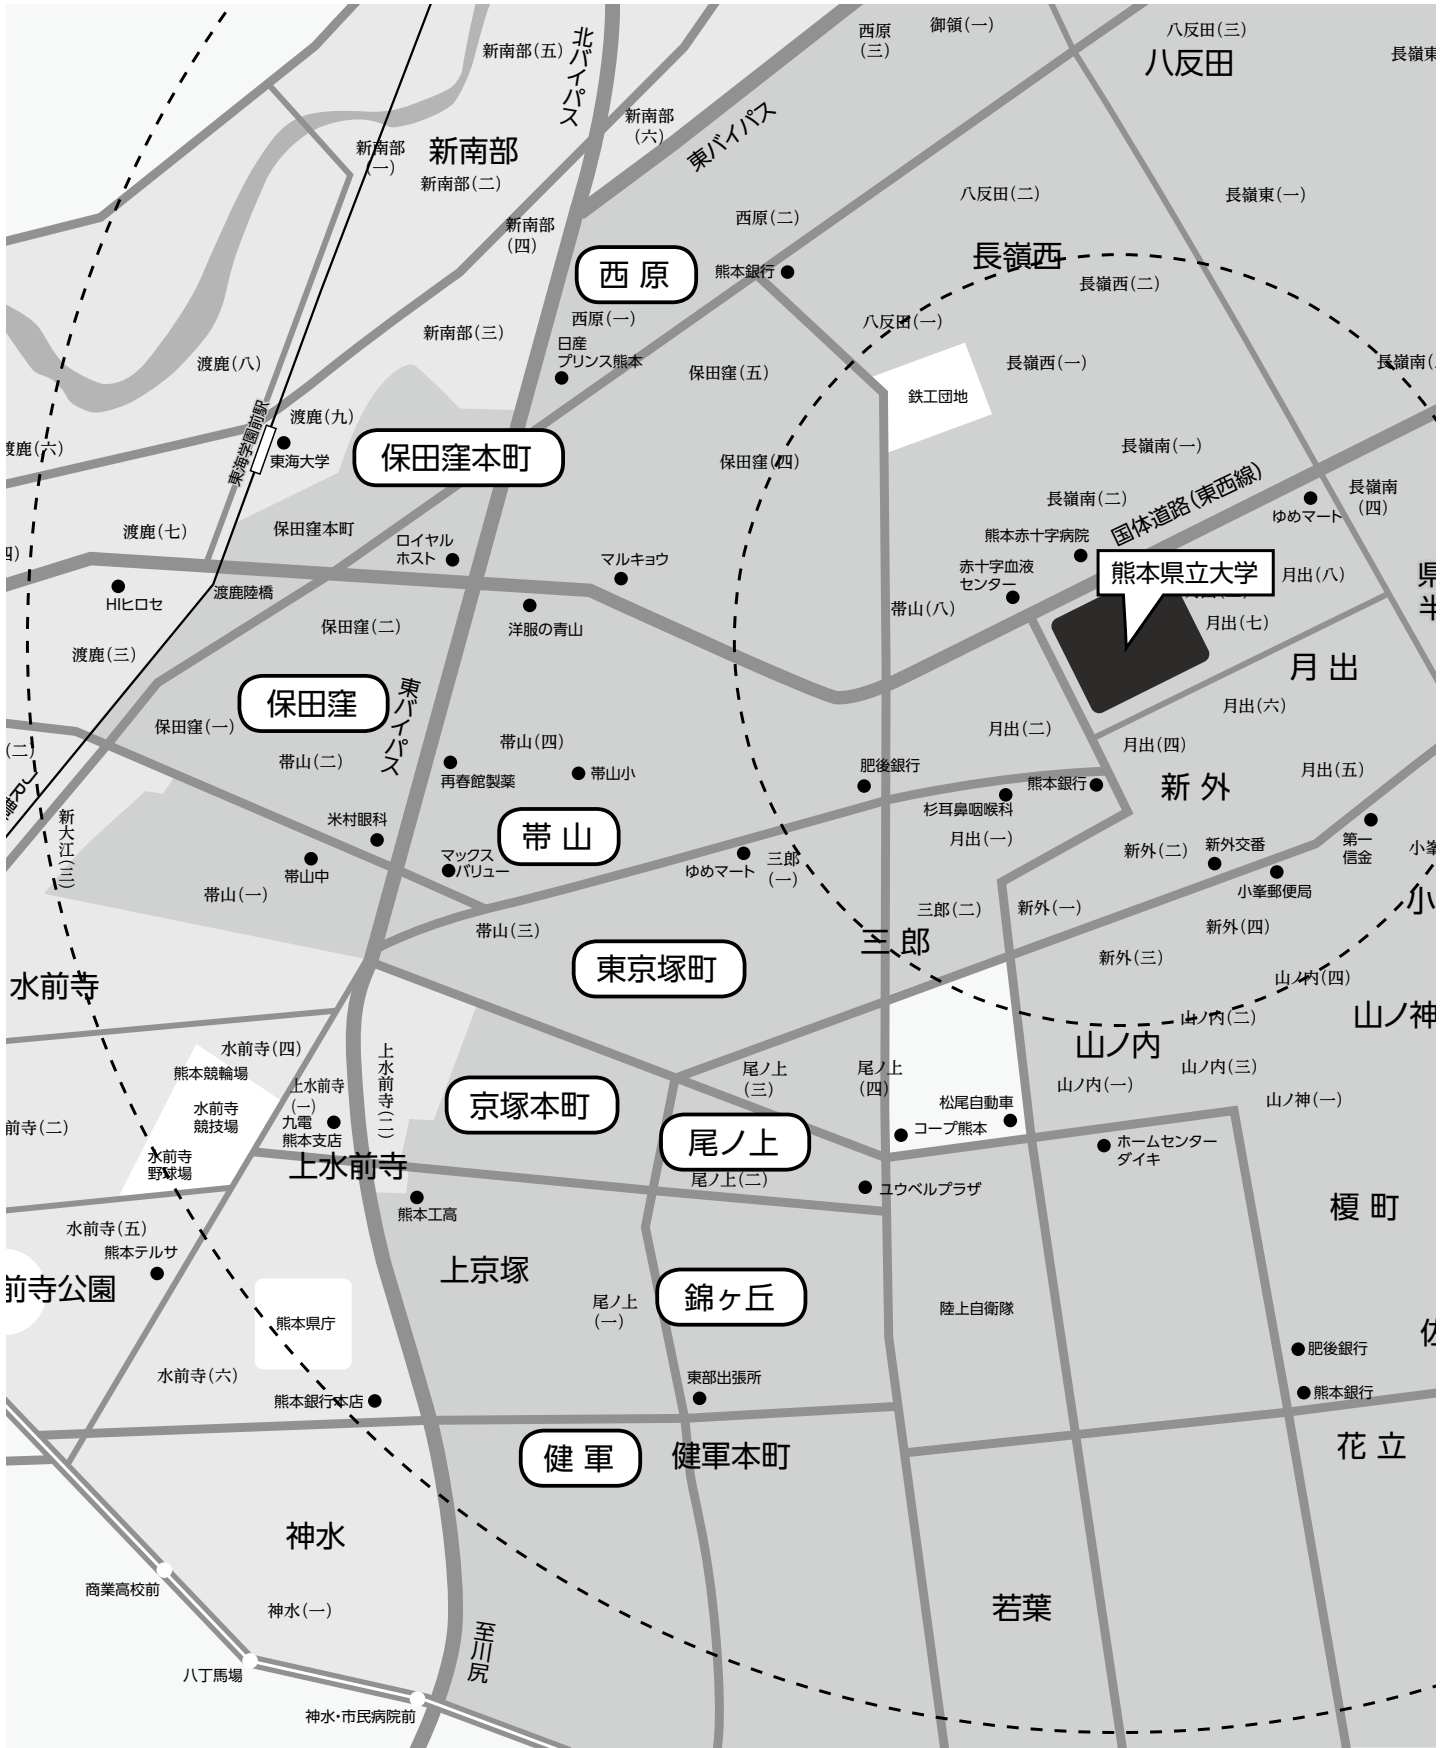 新南部(五)
北バイパス
西原
(三)
御領(一)
八反田(三)
八反田
長嶺東
新南部
(六)
東バイパス
新南部
(一)
新南部
新南部(二)
八反田(二)
長嶺東(一)
新南部
(四)
西原(二)
長嶺西
西原
熊本銀行
長嶺西(二)
西原(一)
八反田(一)
新南部(三)
日産
プリンス熊本
渡鹿(八)
保田窪(五)
長嶺西(一)
長嶺南(
鉄工団地
渡鹿(九)
渡鹿(六)
東海学園前駅
東海大学
保田窪本町
保田窪(四)
長嶺南(一)
国体道路(東西線)
長嶺南(二)
長嶺南
(四)
ゆめマート
渡鹿(七)
保田窪本町
ロイヤル
ホスト
マルキョウ
熊本赤十字病院
赤十字血液
センター
熊本県立大学
月出(八)
県
半
四)
HIヒロセ
渡鹿陸橋
洋服の青山
帯山(八)
保田窪(二)
月出(七)
渡鹿(三)
月出
保田窪
東バイパス
月出(六)
保田窪(一)
帯山(四)
月出(二)
月出(四)
(二)
帯山(二)
再春館製薬
帯山小
肥後銀行
月出(五)
新外
熊本銀行
杉耳鼻咽喉科
新大江(三)
米村眼科
帯山
月出(一)
第一
信金
新外(二)
新外交番
小峯
帯山中
マックス
バリュー
ゆめマート
三郎
(一)
小峯郵便局
帯山(一)
三郎(二)
新外(一)
小
帯山(三)
新外(四)
三郎
新外(三)
東京塚町
水前寺
山ノ内(四)
山ノ内(二)
山ノ神
水前寺(四)
上水前寺(二)
山ノ内
熊本競輪場
上水前寺
(一)
尾ノ上
(三)
尾ノ上
(四)
山ノ内(三)
山ノ内(一)
京塚本町
松尾自動車
山ノ神(一)
水前寺
競技場
九電
熊本支店
前寺(二)
コープ熊本
尾ノ上
ホームセンター
ダイキ
水前寺
野球場
上水前寺
尾ノ上(二)
ユウベルプラザ
熊本工高
榎町
水前寺(五)
熊本テルサ
上京塚
前寺公園
錦ヶ丘
尾ノ上
(一)
陸上自衛隊
熊本県庁
佐
肥後銀行
水前寺(六)
東部出張所
熊本銀行
熊本銀行本店
健軍
健軍本町
花立
神水
商業高校前
神水(一)
若葉
至川尻
八丁馬場
神水・市民病院前